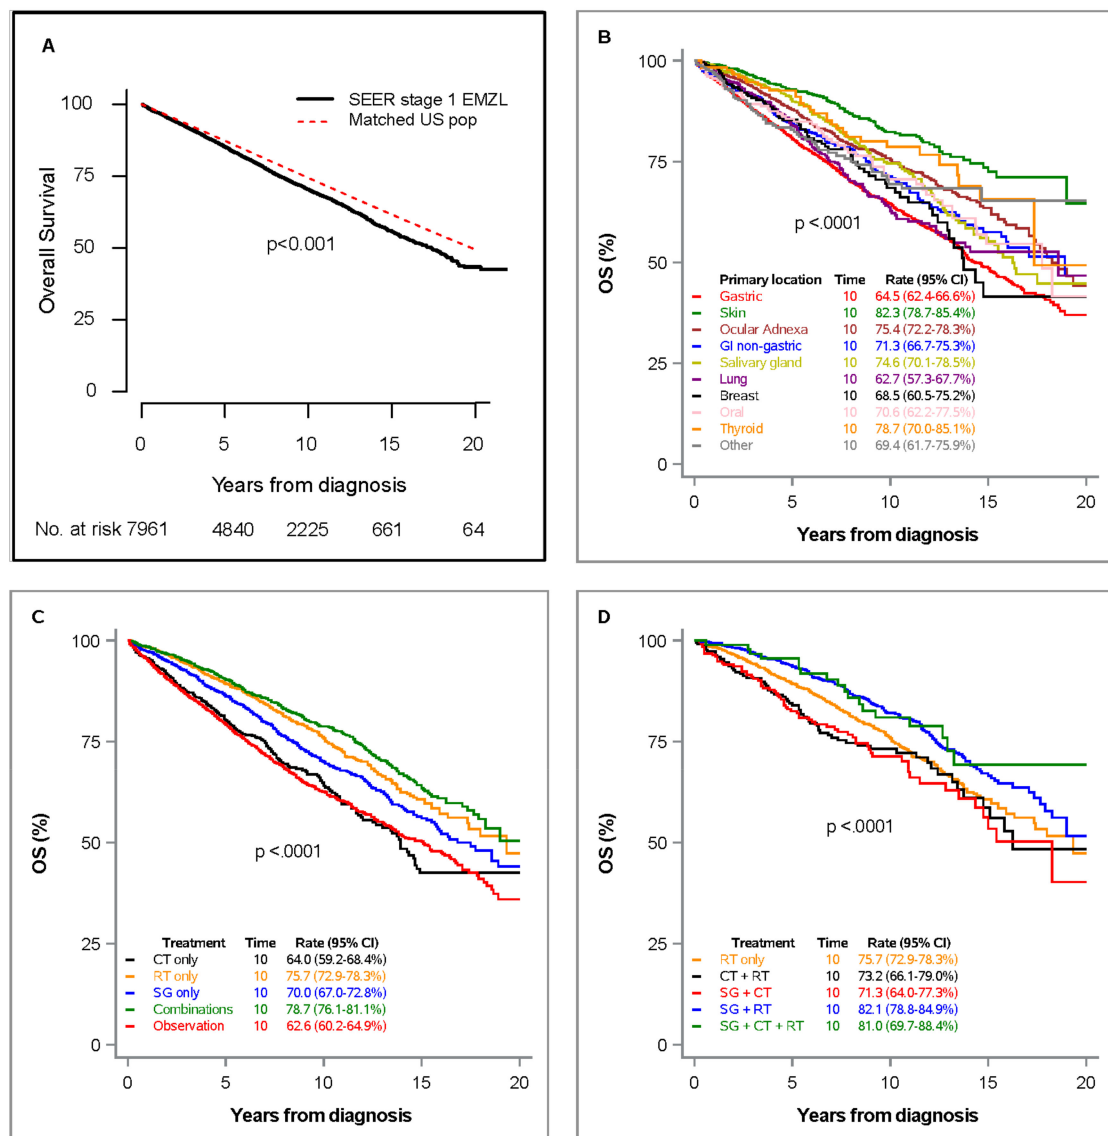 A
100
75
50
25
0
Overall Survival
SEER stage 1 EMZL
Matched US pop
p<0.001
0 5 10 15 20
Years from diagnosis
No. at risk 7961 4840 2225 661 64
B
100
75
50
25
0
OS (%)
p <.0001
Primary location Time Rate (95% CI)
Gastric 10 64.5 (62.4-66.6%)
Skin 10 82.3 (78.7-85.4%)
Ocular Adnexa 10 75.4 (72.2-78.3%)
GI non-gastric 10 71.3 (66.7-75.3%)
Salivary gland 10 74.6 (70.1-78.5%)
Lung 10 62.7 (57.3-67.7%)
Breast 10 68.5 (60.5-75.2%)
Oral 10 70.6 (62.2-77.5%)
Thyroid 10 78.7 (70.0-85.1%)
Other 10 69.4 (61.7-75.9%)
0 5 10 15 20
Years from diagnosis
C
100
75
50
25
0
OS (%)
p <.0001
Treatment Time Rate (95% CI)
CT only 10 64.0 (59.2-68.4%)
RT only 10 75.7 (72.9-78.3%)
SG only 10 70.0 (67.0-72.8%)
Combinations 10 78.7 (76.1-81.1%)
Observation 10 62.6 (60.2-64.9%)
0 5 10 15 20
Years from diagnosis
D
100
75
50
25
0
OS (%)
p <.0001
Treatment Time Rate (95% CI)
RT only 10 75.7 (72.9-78.3%)
CT + RT 10 73.2 (66.1-79.0%)
SG + CT 10 71.3 (64.0-77.3%)
SG + RT 10 82.1 (78.8-84.9%)
SG + CT + RT 10 81.0 (69.7-88.4%)
0 5 10 15 20
Years from diagnosis